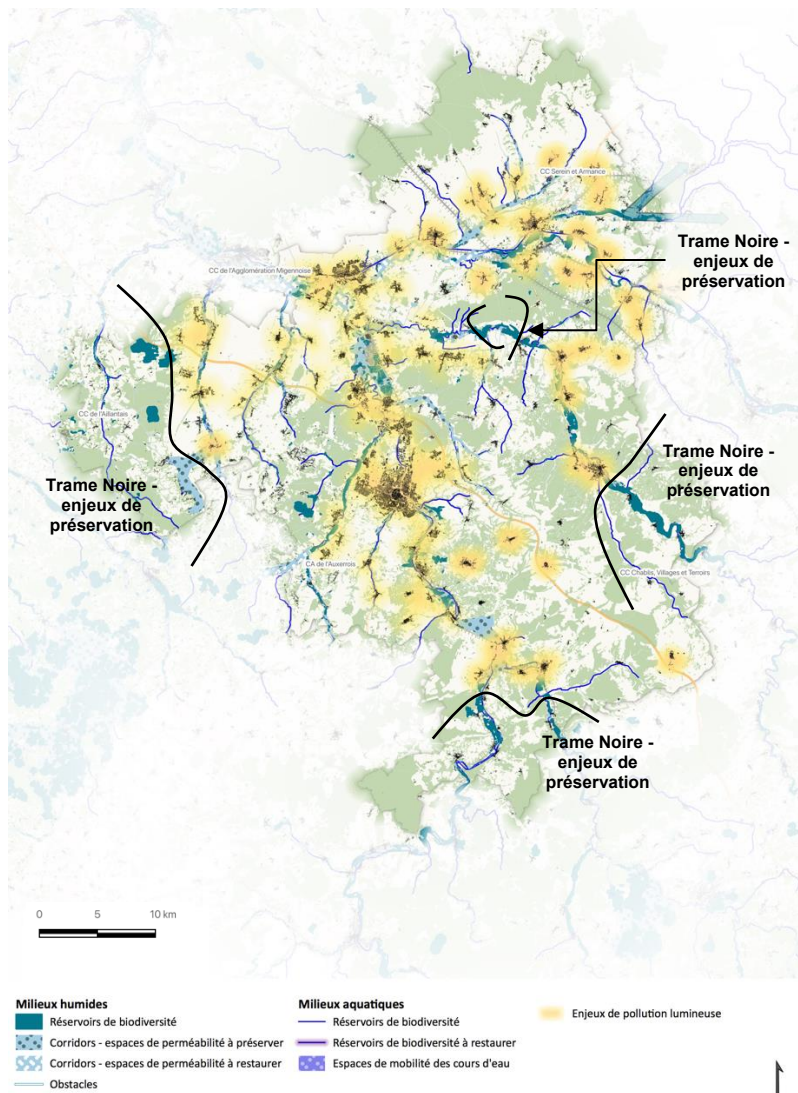 CC Serein et Armance
Trame Noire -
enjeux de
préservation
CC de l'Agglomération Migennoise
CC de l'Aillantais
Trame Noire -
enjeux de
préservation
Trame Noire -
enjeux de
préservation
CA de l'Auxerrois
CC Chablis, Villages et Terroirs
Trame Noire -
enjeux de
préservation
0 5 10 km
Milieux humides
Réservoirs de biodiversité
Corridors - espaces de perméabilité à préserver
Corridors - espaces de perméabilité à restaurer
Obstacles
Milieux aquatiques
Réservoirs de biodiversité
Réservoirs de biodiversité à restaurer
Espaces de mobilité des cours d'eau
Enjeux de pollution lumineuse